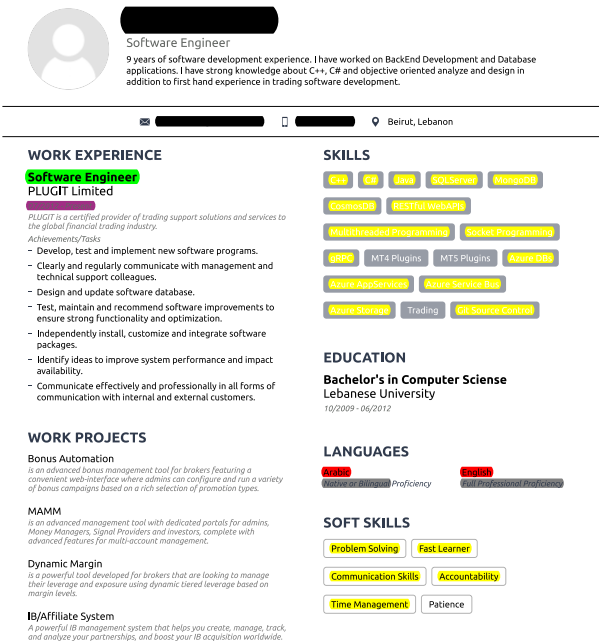 Software Engineer
9 years of software development experience. I have worked on BackEnd Development and Database
applications. I have strong knowledge about C++, C# and objective oriented analyze and design in
addition to first hand experience in trading software development.
Beirut, Lebanon
WORK EXPERIENCE
Software Engineer
PLUGIT Limited
PLUGIT is a certified provider of trading support solutions and services to
the global financial trading industry.
Achievements/Tasks
– Develop, test and implement new software programs.
– Clearly and regularly communicate with management and
technical support colleagues.
– Design and update software database.
– Test, maintain and recommend software improvements to
ensure strong functionality and optimization.
– Independently install, customize and integrate software
packages.
– Identify ideas to improve system performance and impact
availability.
– Communicate effectively and professionally in all forms of
communication with internal and external customers.
WORK PROJECTS
Bonus Automation
is an advanced bonus management tool for brokers featuring a
convenient web-interface where admins can configure and run a variety
of bonus campaigns based on a rich selection of promotion types.
MAMM
is an advanced management tool with dedicated portals for admins,
Money Managers, Signal Providers and investors, complete with
advanced features for multi-account management.
Dynamic Margin
is a powerful tool developed for brokers that are looking to manage
their leverage and exposure using dynamic tiered leverage based on
margin levels.
IB/Affiliate System
A powerful IB management system that helps you create, manage, track,
and analyze your partnerships, and boost your IB acquisition worldwide.
SKILLS
C++ C# Java SQLServer MongoDB
CosmosDB
Multithreaded Programming Socket Programming
gRPC MT4 Plugins MT5 Plugins Azure
Azure AppServices Azure Service Bus
Azure Storage Trading Git Source Control
EDUCATION
Bachelor's in Computer Sciense
Lebanese University
10/2009 - 06/2012
LANGUAGES
Arabic English
Native or Bilingual Proficiency Full Professional Proficiency
SOFT SKILLS
Problem Solving Fast Learner
Communication Skills Accountability
Time Management Patience